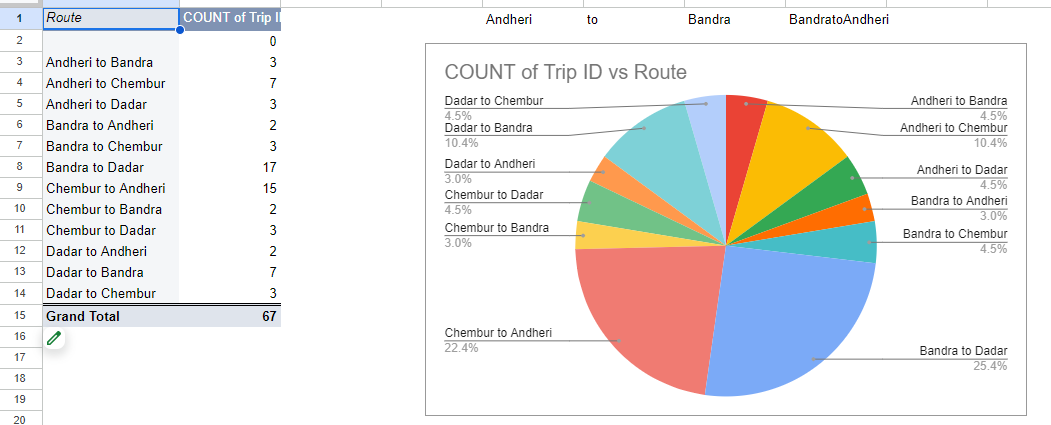 1 Route COUNT of Trip ID Andheri to Bandra BandratoAndheri
2 0
3 Andheri to Bandra 3
4 Andheri to Chembur 7
5 Andheri to Dadar 3
6 Bandra to Andheri 2
7 Bandra to Chembur 3
8 Bandra to Dadar 17
9 Chembur to Andheri 15
10 Chembur to Bandra 2
11 Chembur to Dadar 3
12 Dadar to Andheri 2
13 Dadar to Bandra 7
14 Dadar to Chembur 3
15 Grand Total 67
16
17
18
19
20
COUNT of Trip ID vs Route
Dadar to Chembur
4.5%
Dadar to Bandra
10.4%
Dadar to Andheri
3.0%
Chembur to Dadar
4.5%
Chembur to Bandra
3.0%
Chembur to Andheri
22.4%
Andheri to Bandra
4.5%
Andheri to Chembur
10.4%
Andheri to Dadar
4.5%
Bandra to Andheri
3.0%
Bandra to Chembur
4.5%
Bandra to Dadar
25.4%